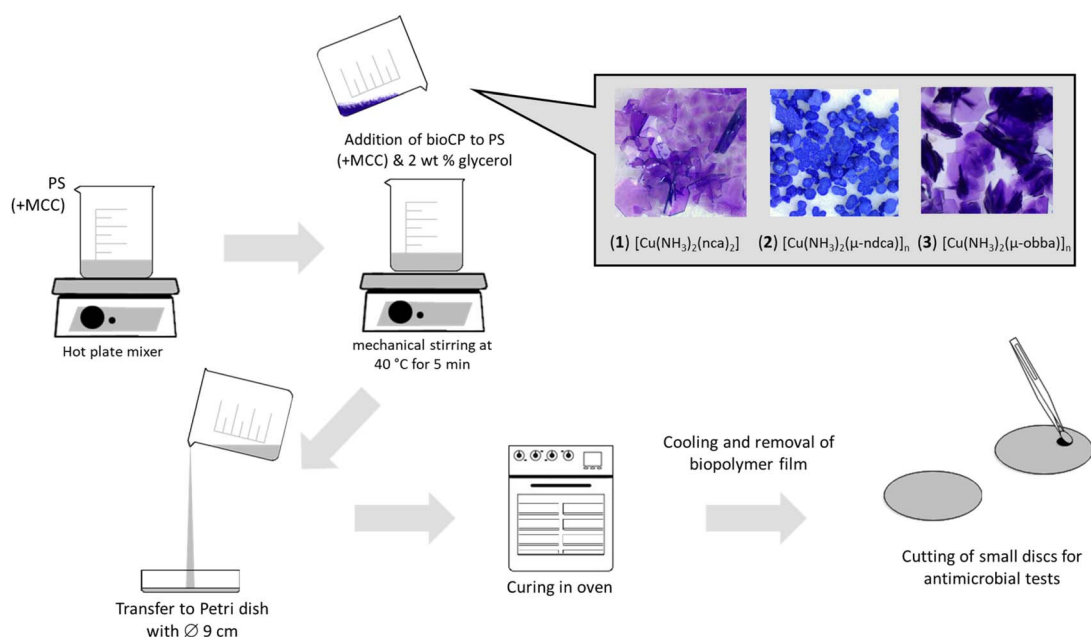 Addition of bioCP to PS
(+MCC) & 2 wt % glycerol
PS
(+MCC)
(1) [Cu(NH₃)₂(nca)₂]
(2) [Cu(NH₃)₂(μ-ndca)]ₙ
(3) [Cu(NH₃)₂(μ-obba)]ₙ
Hot plate mixer
mechanical stirring at
40 °C for 5 min
Transfer to Petri dish
with ∅ 9 cm
Curing in oven
Cooling and removal of
biopolymer film
Cutting of small discs for
antimicrobial tests